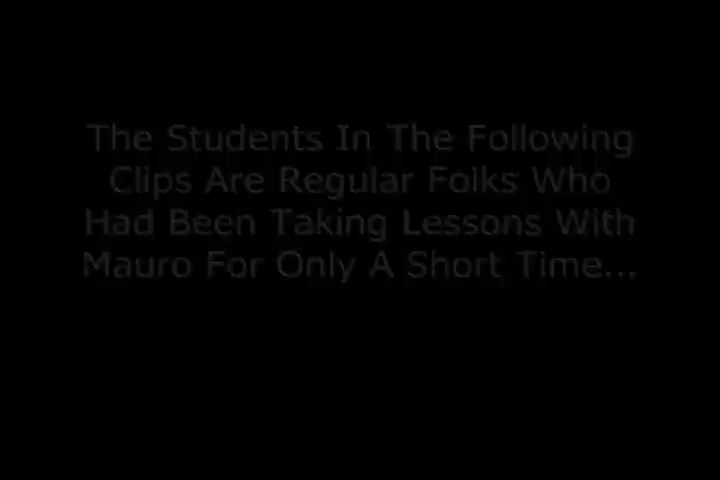 The Students In The Following
Clips Are Regular Folks Who
Had Been Taking Lessons With
Mauro For Only A Short Time...